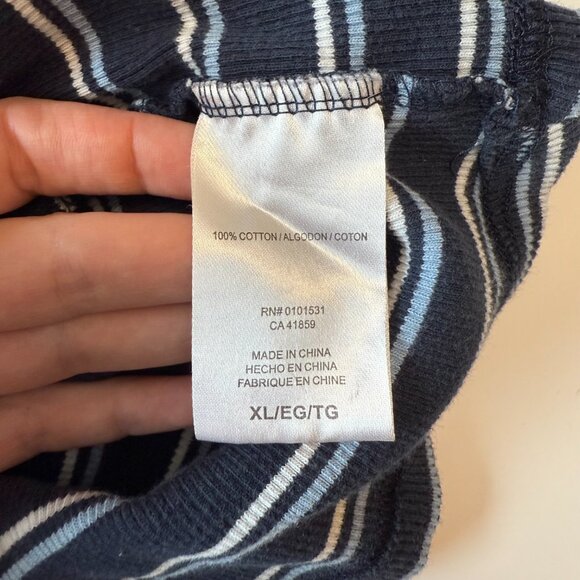 100% COTTON / ALGODON / COTON
RN# 0101531
CA 41859
MADE IN CHINA
HECHO EN CHINA
FABRIQUE EN CHINE
XL/EG/TG